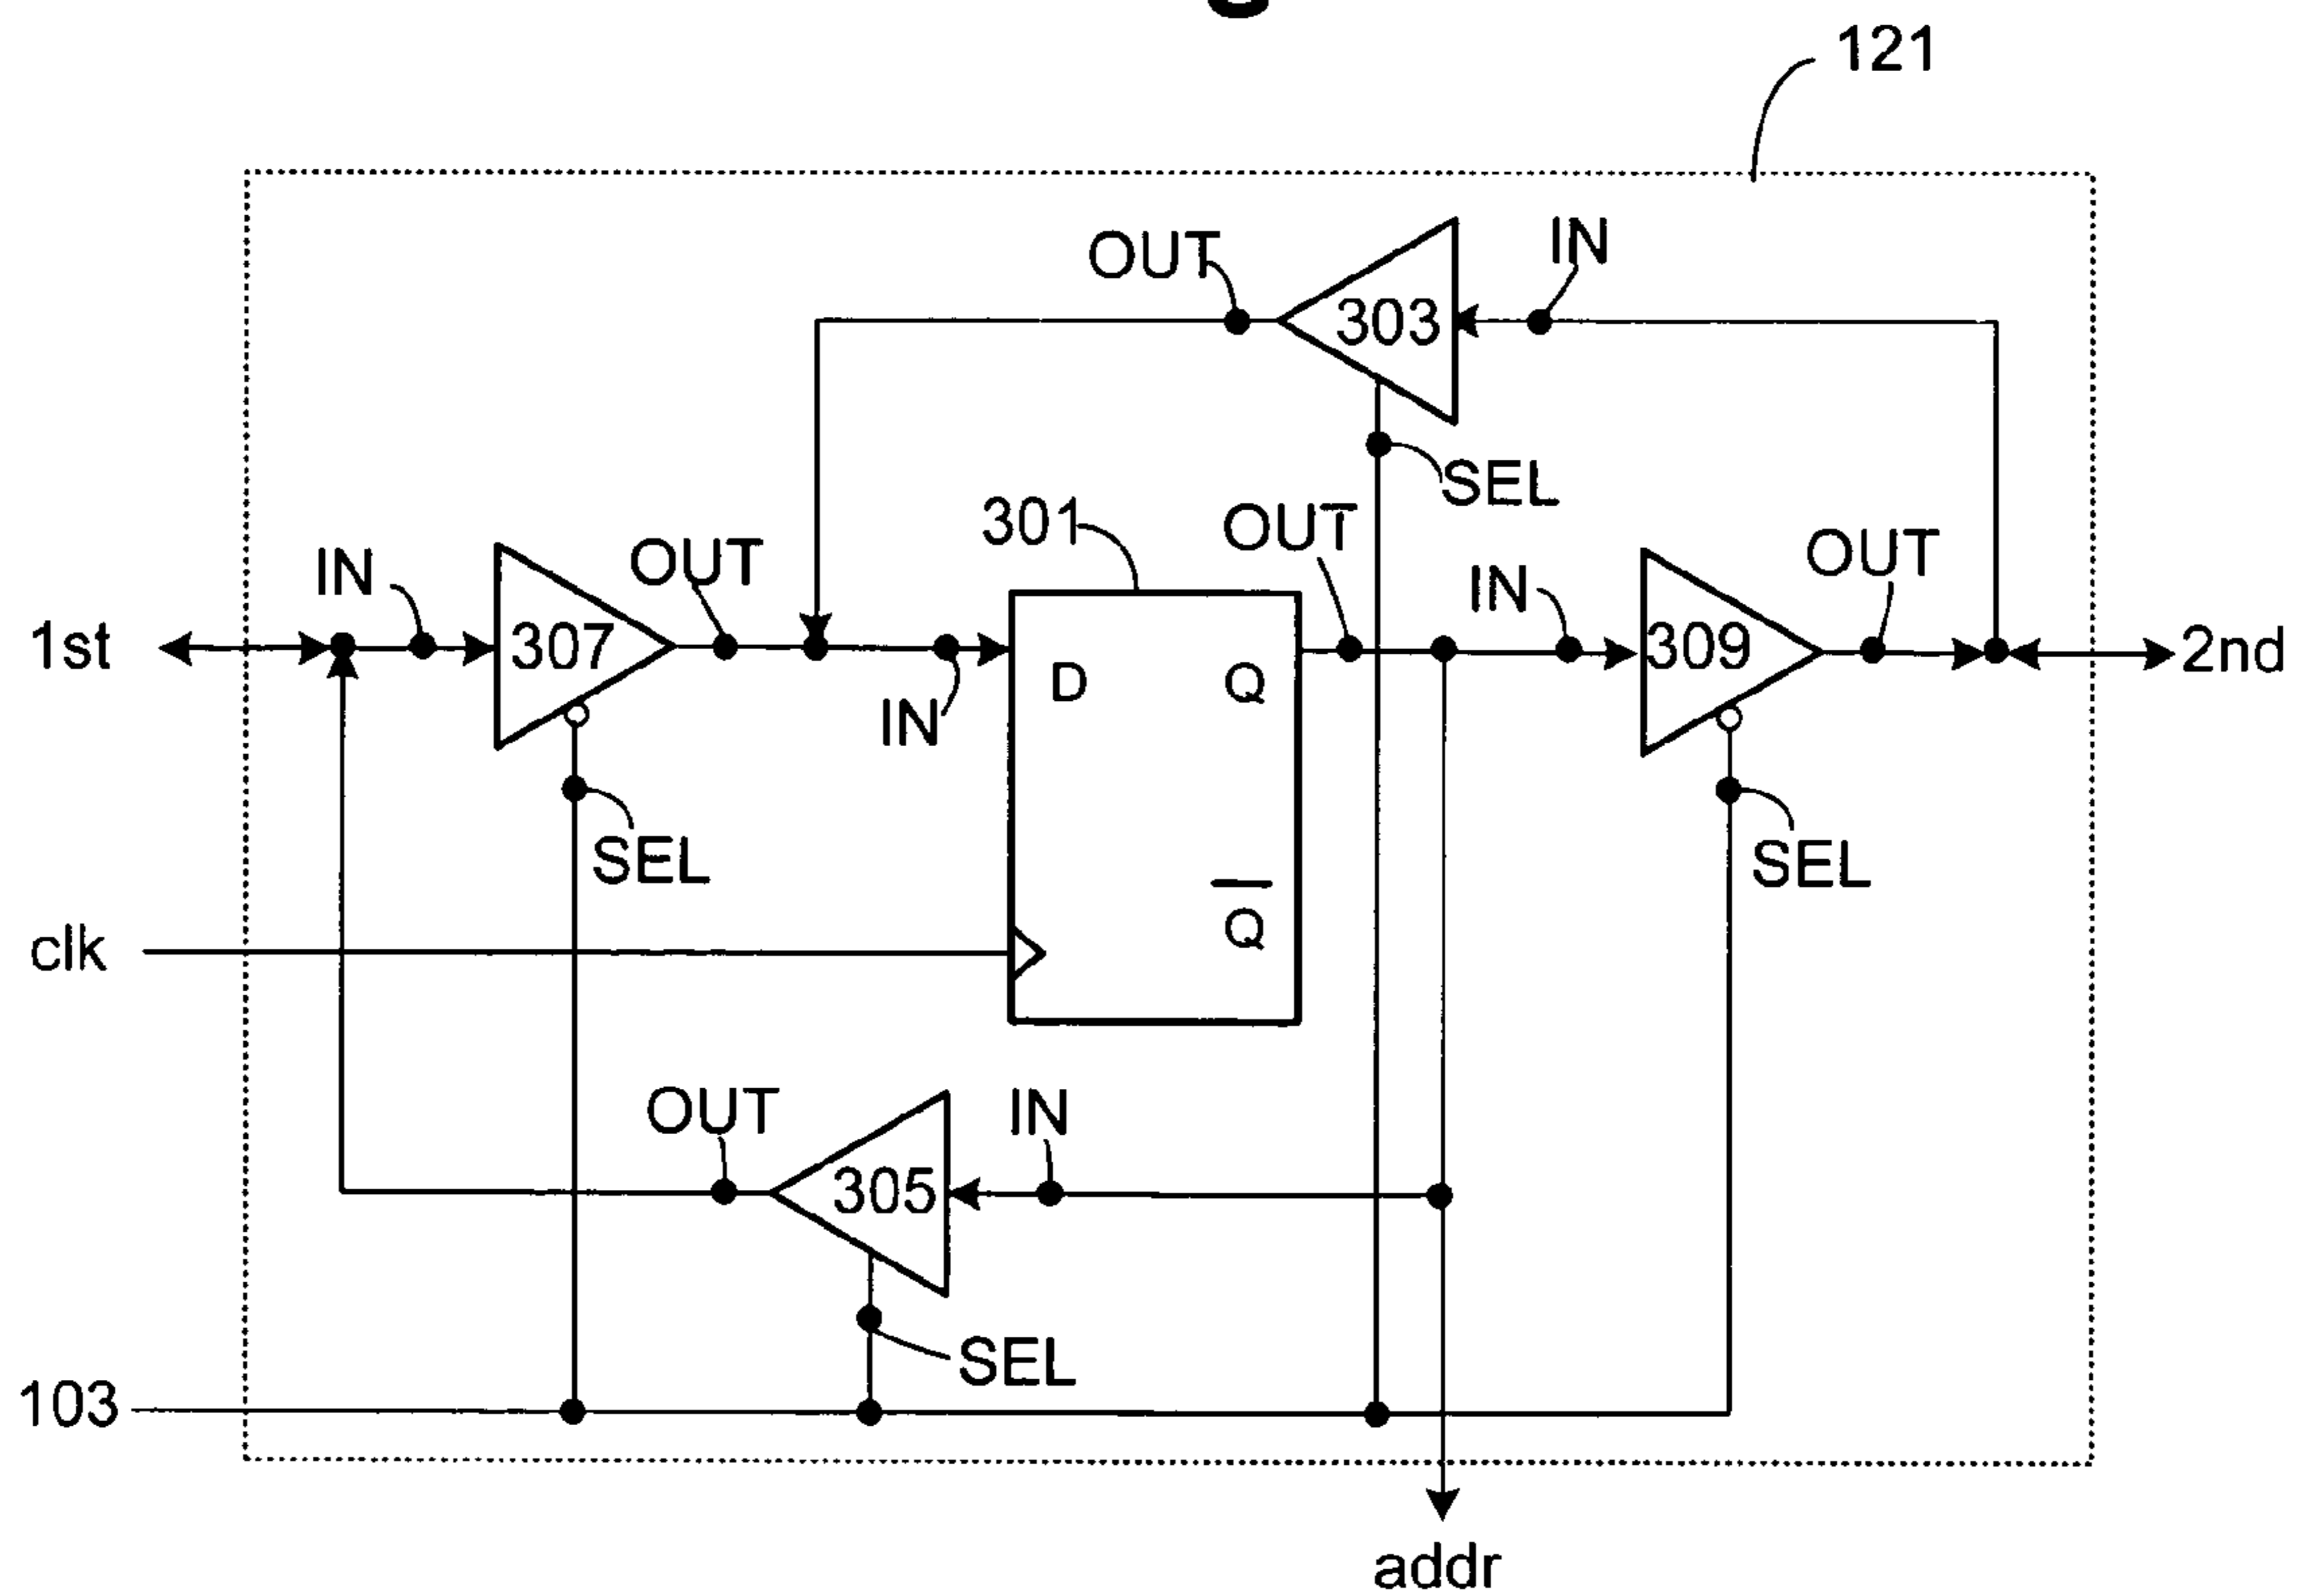 121
OUT
IN
303
SEL
301
OUT
IN
OUT
IN
OUT
1st
307
309
2nd
D
Q
IN
SEL
SEL
clk
Q
OUT
IN
305
SEL
103
addr